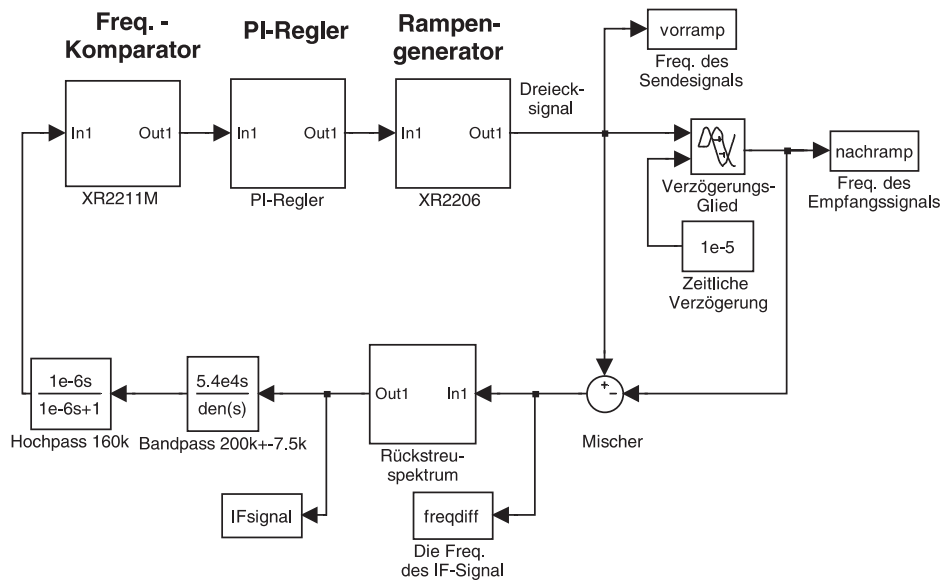 Freq. -
Komparator
PI-Regler
Rampen-
generator
In1
Out1
XR2211M
In1
Out1
PI-Regler
In1
Out1
XR2206
Dreieck-
signal
vorramp
Freq. des
Sendesignals
Verzögerungs-
Glied
nachramp
Freq. des
Empfangssignals
1e-5
Zeitliche
Verzögerung
1e-6s
1e-6s+1
Hochpass 160k
5.4e4s
den(s)
Bandpass 200k+-7.5k
Out1
In1
Rückstreu-
spektrum
+
−
Mischer
IFsignal
freqdiff
Die Freq.
des IF-Signal